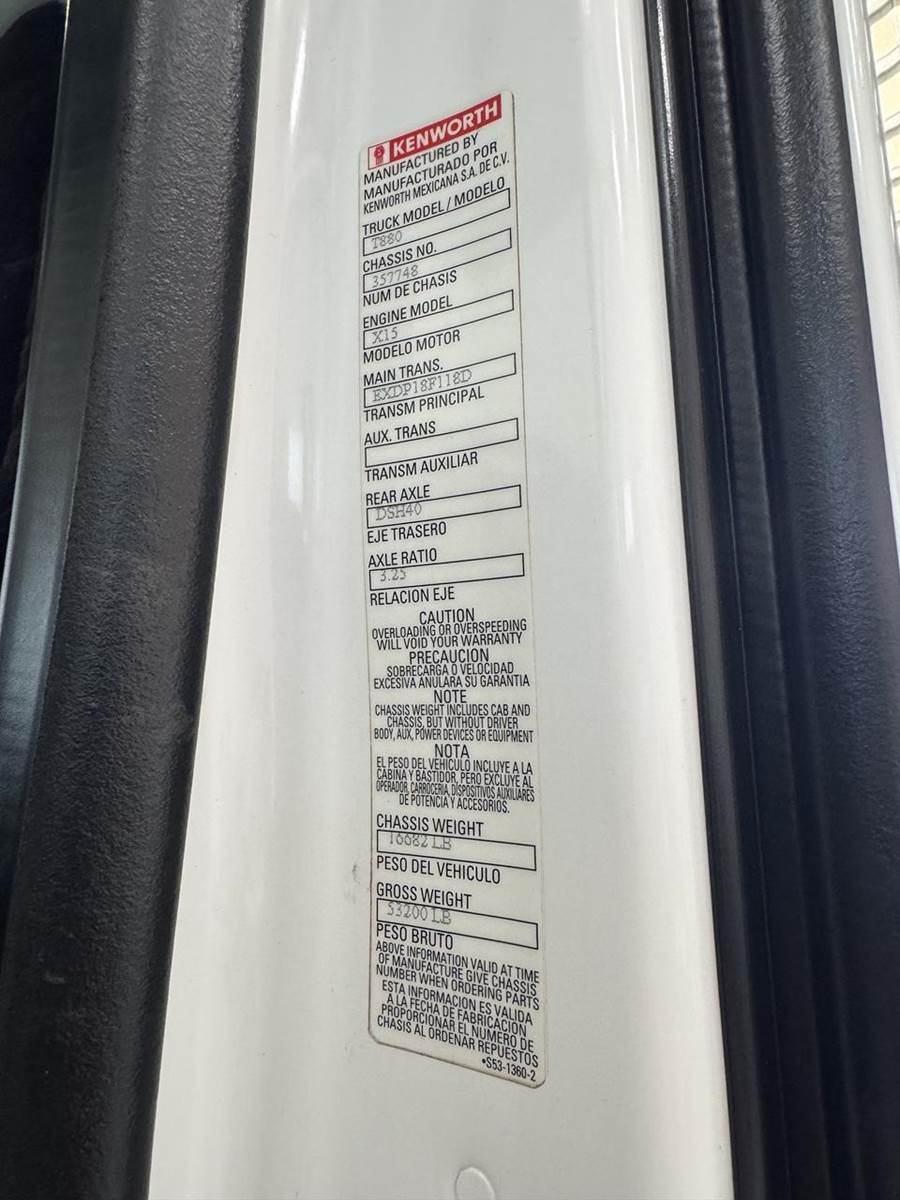 KENWORTH
MANUFACTURED BY
MANUFACTURADO POR
KENWORTH MEXICANA S.A. DE C.V.
TRUCK MODEL / MODELO
T880
CHASSIS NO.
357748
NUM DE CHASIS
ENGINE MODEL
X15
MODELO MOTOR
MAIN TRANS.
EXDP18F118D
TRANSM PRINCIPAL
AUX. TRANS
TRANSM AUXILIAR
REAR AXLE
DSH40
EJE TRASERO
AXLE RATIO
3.25
RELACION EJE
CAUTION
OVERLOADING OR OVERSPEEDING
WILL VOID YOUR WARRANTY
PRECAUCION
SOBRECARGA O VELOCIDAD
EXCESIVA ANULARA SU GARANTIA
NOTE
CHASSIS WEIGHT INCLUDES CAB AND
CHASSIS, BUT WITHOUT DRIVER
BODY, AUX, POWER DEVICES OR EQUIPMENT
NOTA
EL PESO DEL VEHICULO INCLUYE A LA
CABINA Y BASTIDOR, PERO EXCLUYE AL
OPERADOR, CARROCERIA, DISPOSITIVOS AUXILIARES
DE POTENCIA Y ACCESORIOS.
CHASSIS WEIGHT
16682 LB
PESO DEL VEHICULO
GROSS WEIGHT
53200 LB
PESO BRUTO
ABOVE INFORMATION VALID AT TIME
OF MANUFACTURE GIVE CHASSIS
NUMBER WHEN ORDERING PARTS
ESTA INFORMACION ES VALIDA
A LA FECHA DE FABRICACION
PROPORCIONAR EL NUMERO DE
CHASIS AL ORDENAR REPUESTOS
•S53-1360-2